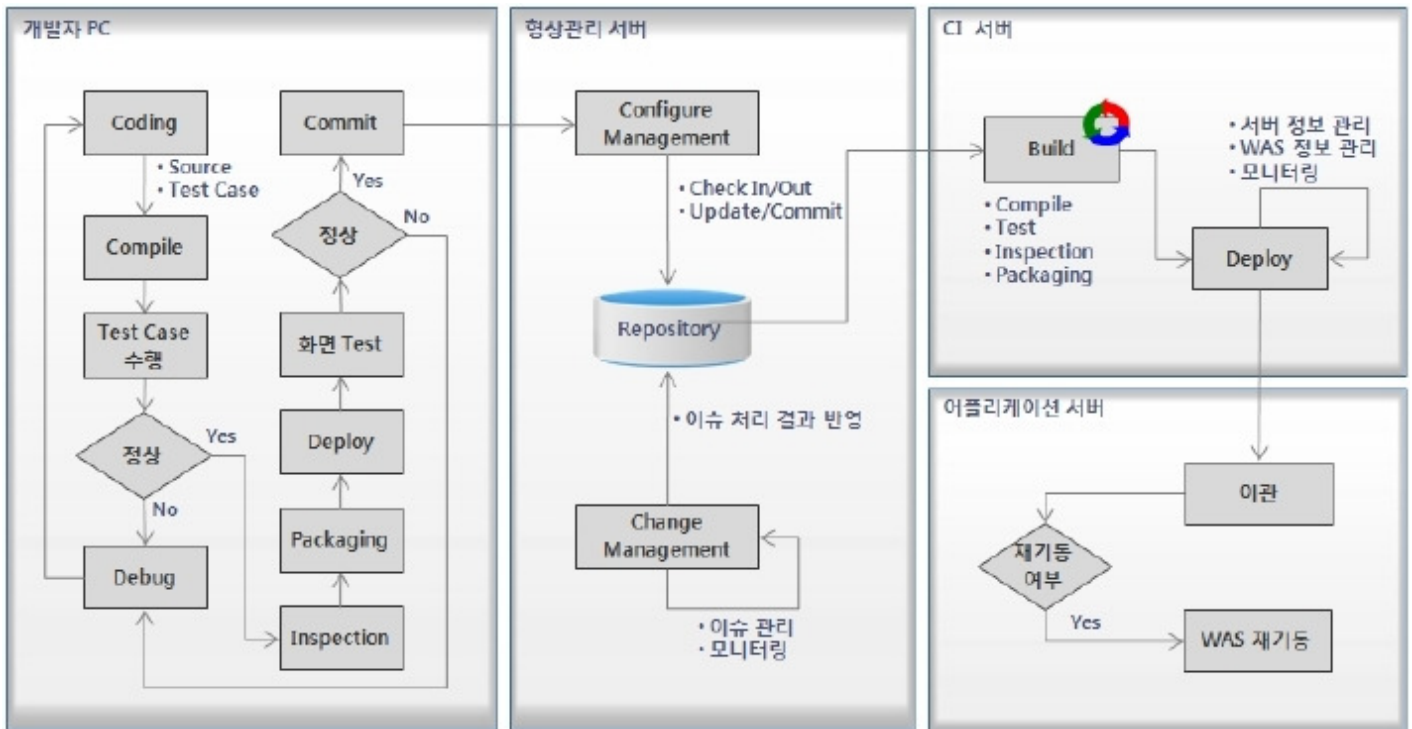 개발자 PC
Coding
• Source
• Test Case
Compile
Test Case
수행
정상
Yes
No
Debug
Commit
Yes
정상
No
화면 Test
Deploy
Packaging
Inspection
형상관리 서버
Configure
Management
• Check In/Out
• Update/Commit
Repository
• 이슈 처리 결과 반영
Change
Management
• 이슈 관리
• 모니터링
CI 서버
Build
• Compile
• Test
• Inspection
• Packaging
• 서버 정보 관리
• WAS 정보 관리
• 모니터링
Deploy
어플리케이션 서버
이관
재기동
여부
Yes
WAS 재기동